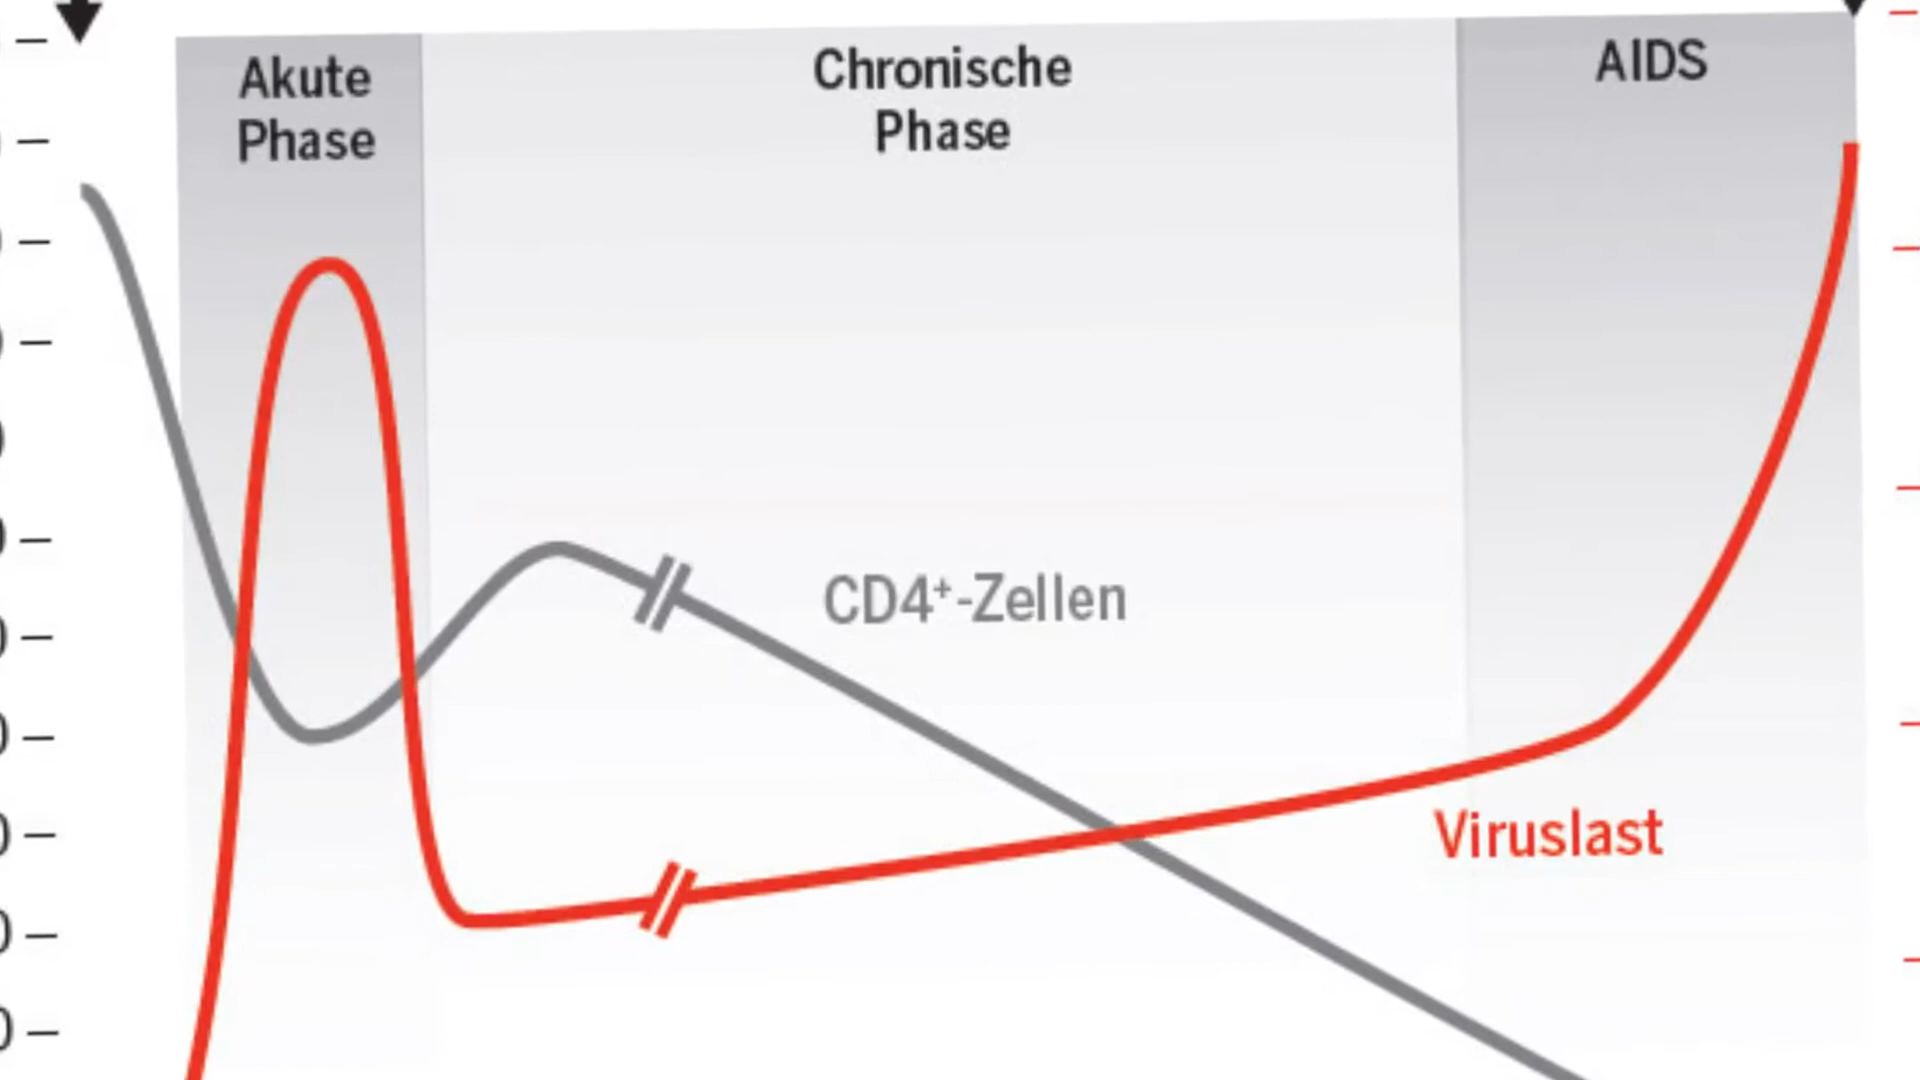 Akute
Phase
Chronische
Phase
AIDS
CD4⁺-Zellen
Viruslast